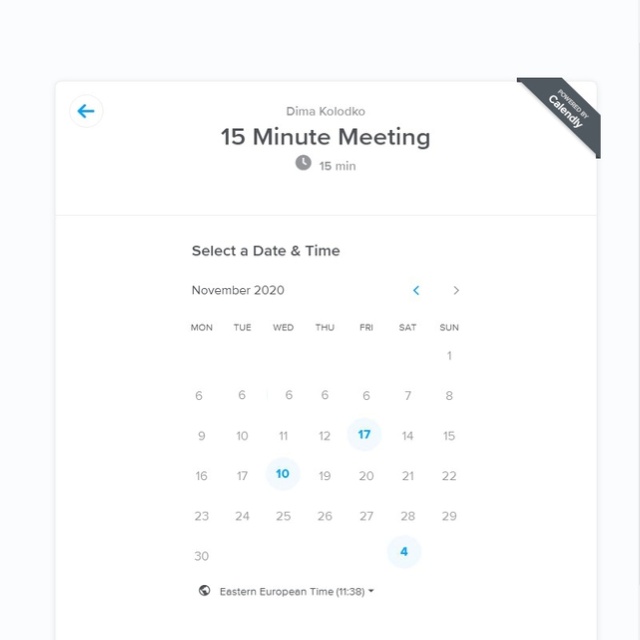 POWERED BY
Calendly
Dima Kolodko
15 Minute Meeting
15 min
Select a Date & Time
November 2020
MON TUE WED THU FRI SAT SUN
1
6 6 6 6 6 7 8
9 10 11 12 17 14 15
16 17 10 19 20 21 22
23 24 25 26 27 28 29
30 4
Eastern European Time (11:38)